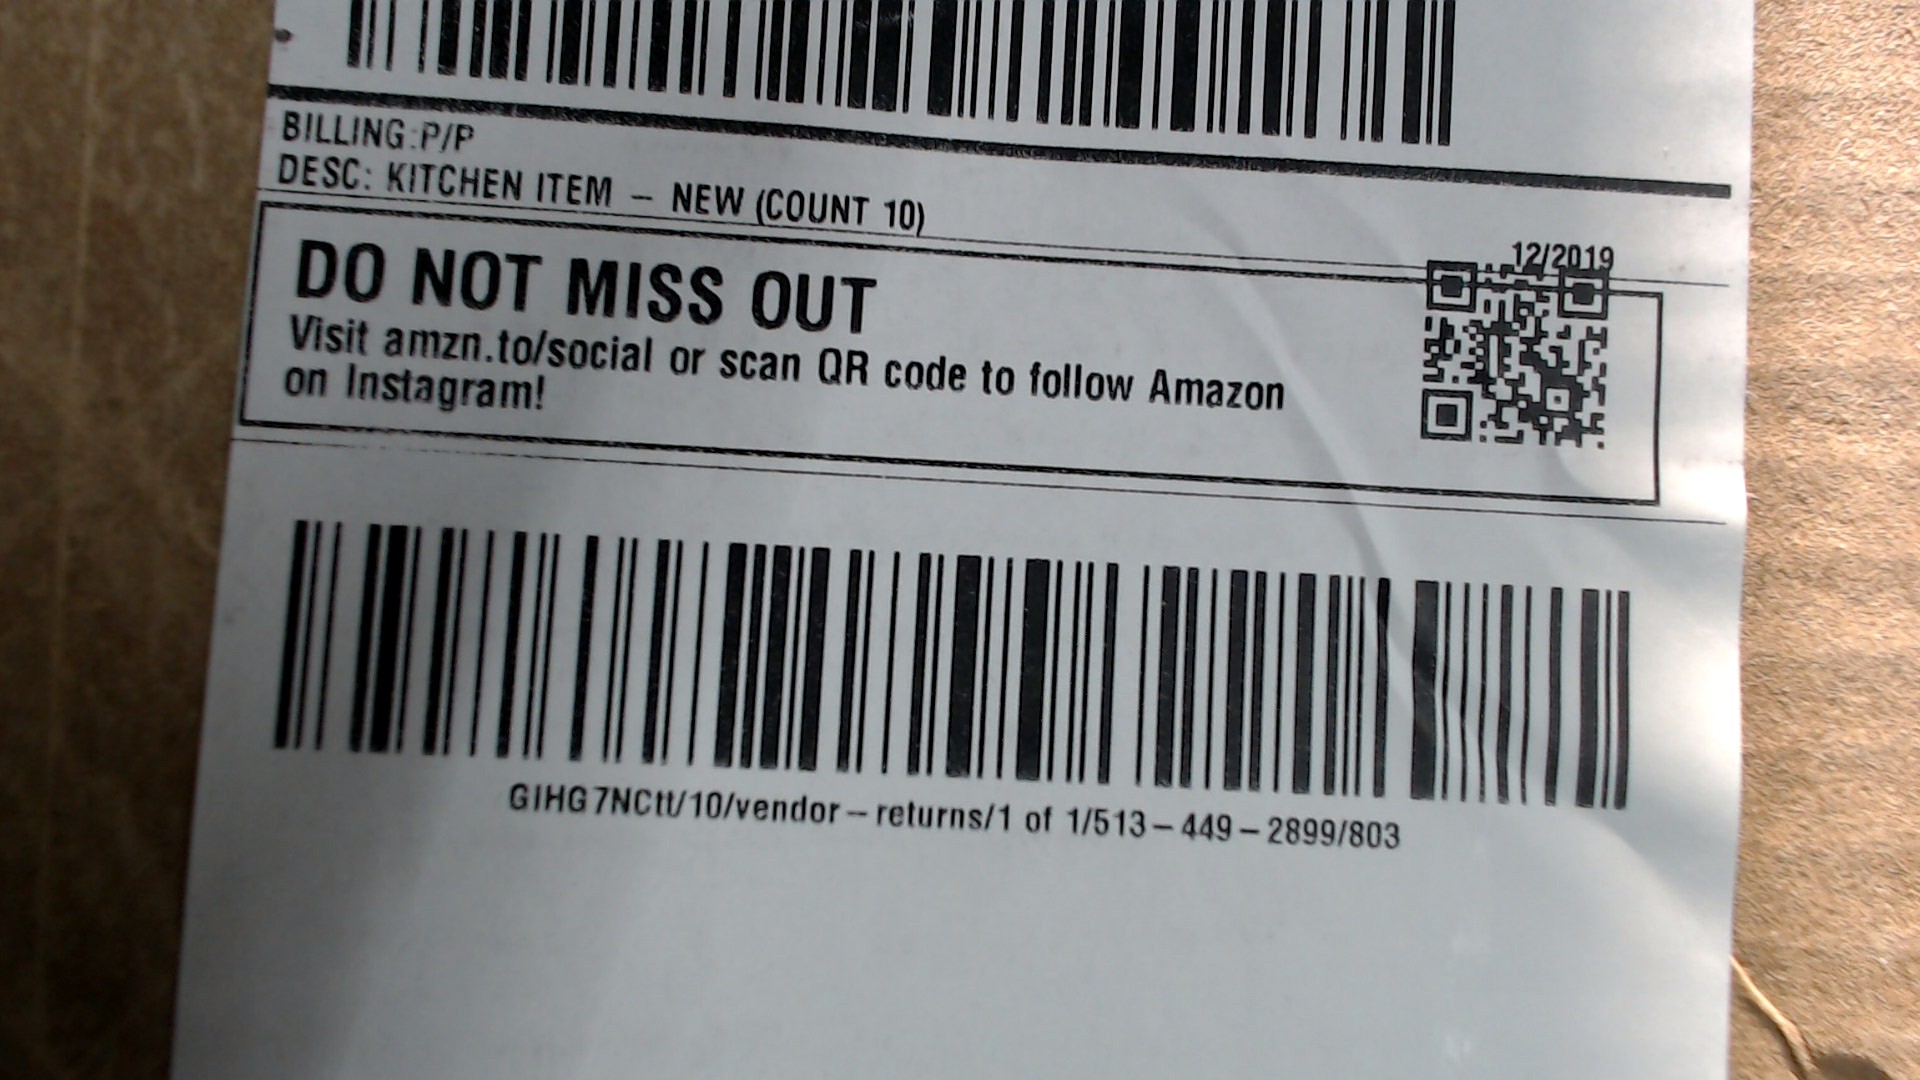 BILLING:P/P
DESC: KITCHEN ITEM – NEW (COUNT 10)
12/2019
DO NOT MISS OUT
Visit amzn.to/social or scan QR code to follow Amazon
on Instagram!
GIHG7NCtt/10/vendor–returns/1 of 1/513–449–2899/803